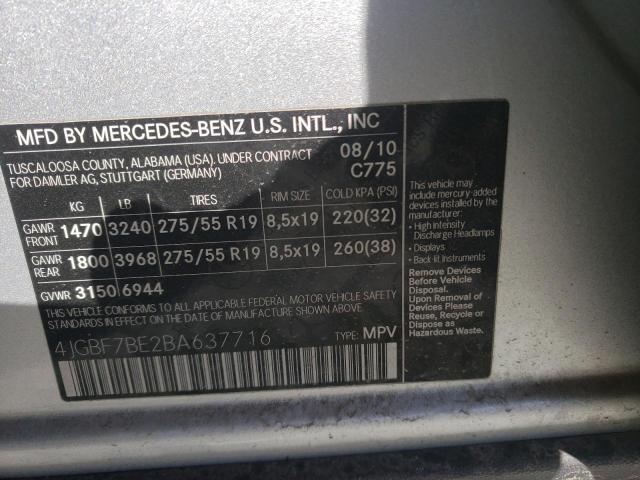 MFD BY MERCEDES-BENZ U.S. INTL., INC
TUSCALOOSA COUNTY, ALABAMA (USA). UNDER CONTRACT
FOR DAIMLER AG, STUTTGART (GERMANY)
08/10
C775
KG LB TIRES RIM SIZE COLD KPA (PSI)
GAWR FRONT 1470 3240 275/55 R19 8,5x19 220(32)
GAWR REAR 1800 3968 275/55 R19 8,5x19 260(38)
GVWR 3150 6944
THIS VEHICLE CONFORMS TO ALL APPLICABLE FEDERAL MOTOR VEHICLE SAFETY
STANDARDS IN EFFECT ON THE DATE OF MANUFACTURE SHOWN ABOVE.
4JGBF7BE2BA637716 TYPE: MPV
This vehicle may
include mercury-added
devices installed by the
manufacturer:
• High Intensity
Discharge Headlamps
• Displays
• Back-lit Instruments
Remove Devices
Before Vehicle
Disposal.
Upon Removal of
Devices Please
Reuse, Recycle or
Dispose as
Hazardous Waste.